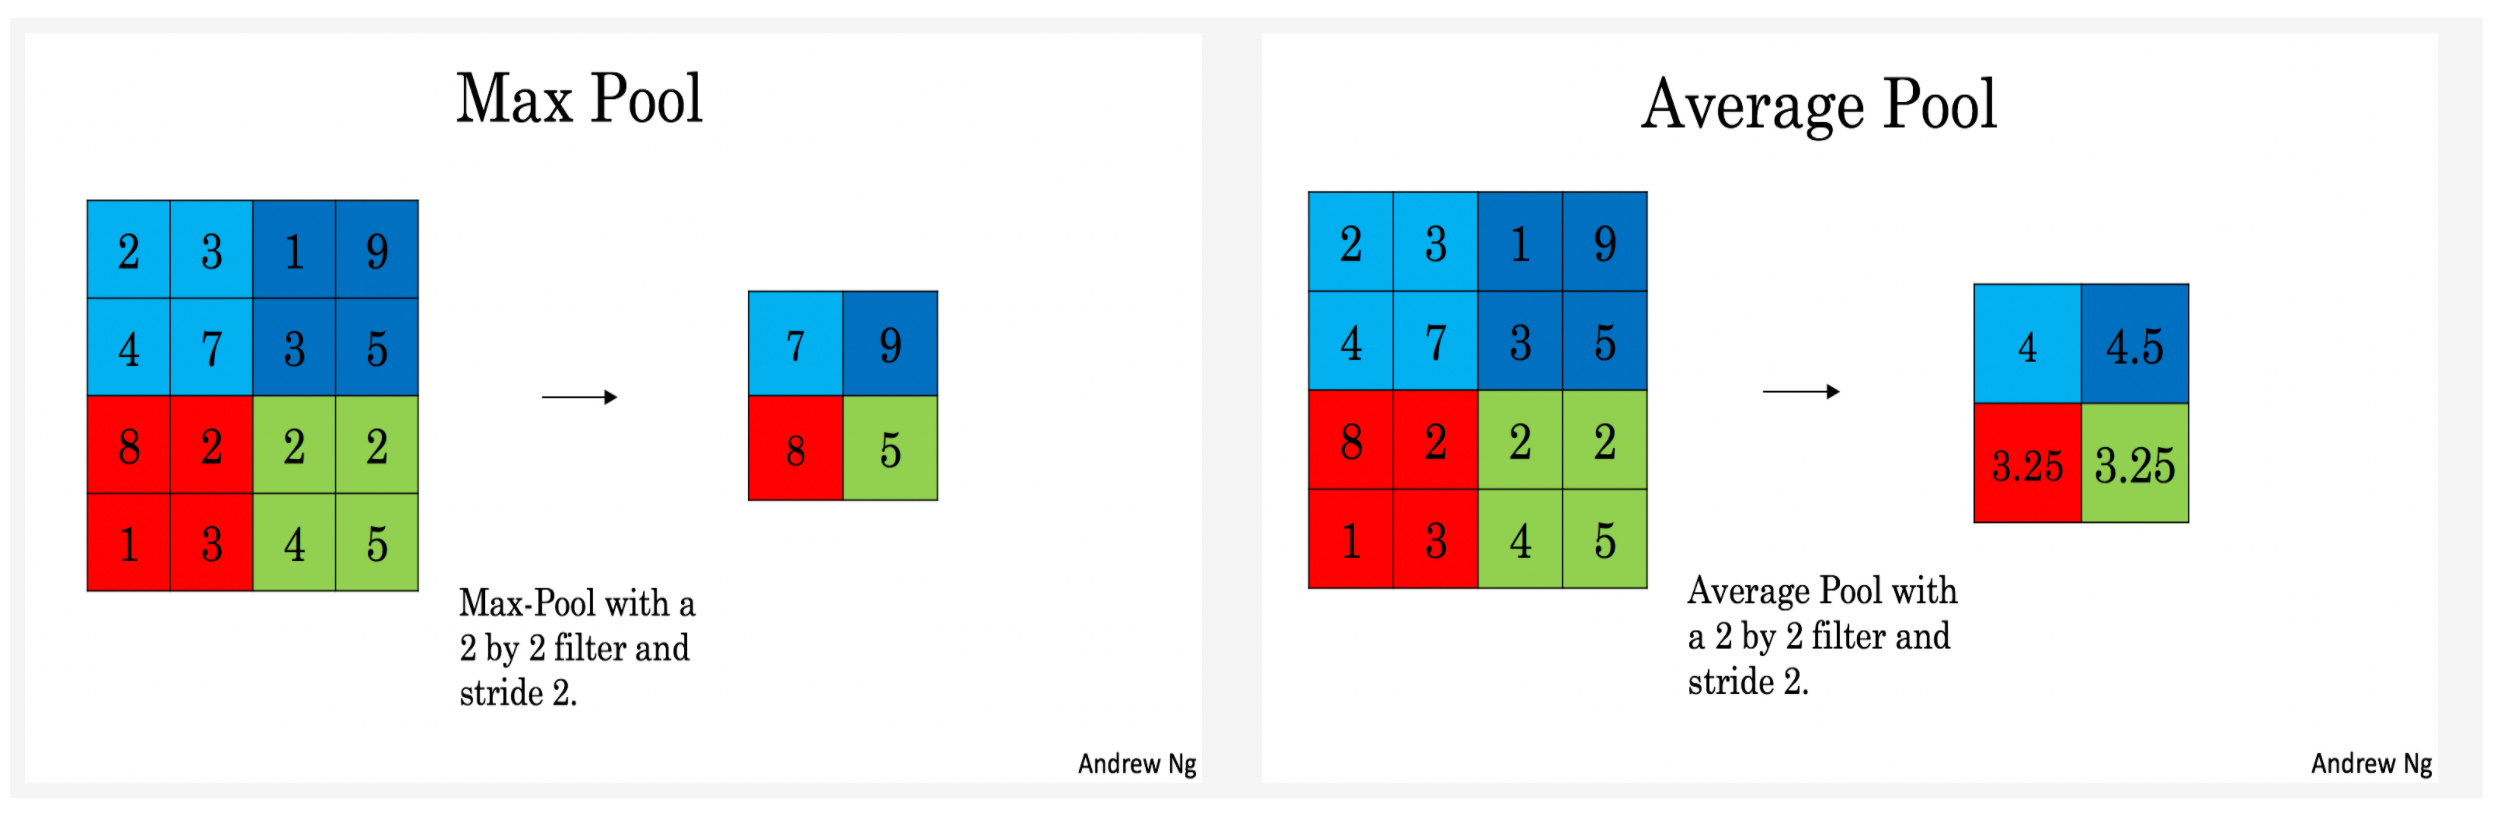 Max Pool
2 3 1 9
4 7 3 5
8 2 2 2
1 3 4 5
7 9
8 5
Max-Pool with a
2 by 2 filter and
stride 2.
Andrew Ng
Average Pool
2 3 1 9
4 7 3 5
8 2 2 2
1 3 4 5
4 4.5
3.25 3.25
Average Pool with
a 2 by 2 filter and
stride 2.
Andrew Ng